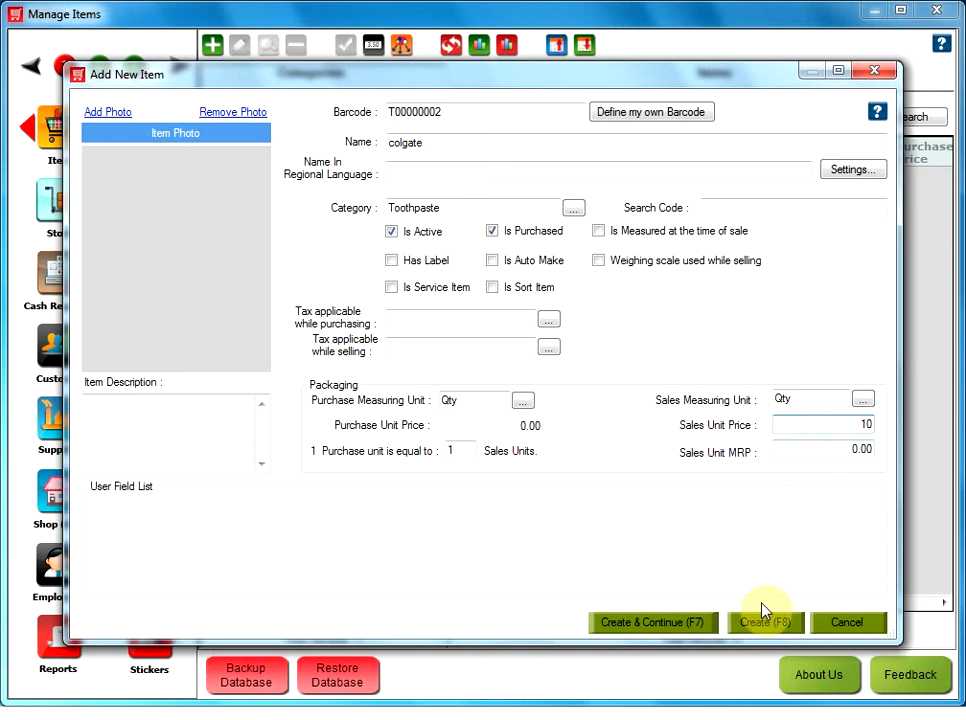 Manage Items
Add New Item
Add Photo
Remove Photo
Item Photo
Barcode :
T00000002
Define my own Barcode
Name :
colgate
Name In
Regional Language :
Settings...
Category :
Toothpaste
...
Search Code :
Is Active
Is Purchased
Is Measured at the time of sale
Has Label
Is Auto Make
Weighing scale used while selling
Is Service Item
Is Sort Item
Tax applicable
while purchasing :
...
Tax applicable
while selling :
...
Item Description :
Packaging
Purchase Measuring Unit :
Qty
...
Sales Measuring Unit :
Qty
...
Purchase Unit Price :
0.00
Sales Unit Price :
10
1 Purchase unit is equal to :
1
Sales Units.
Sales Unit MRP :
0.00
User Field List
Create & Continue (F7)
Create (F8)
Cancel
Reports
Stickers
Backup
Database
Restore
Database
About Us
Feedback